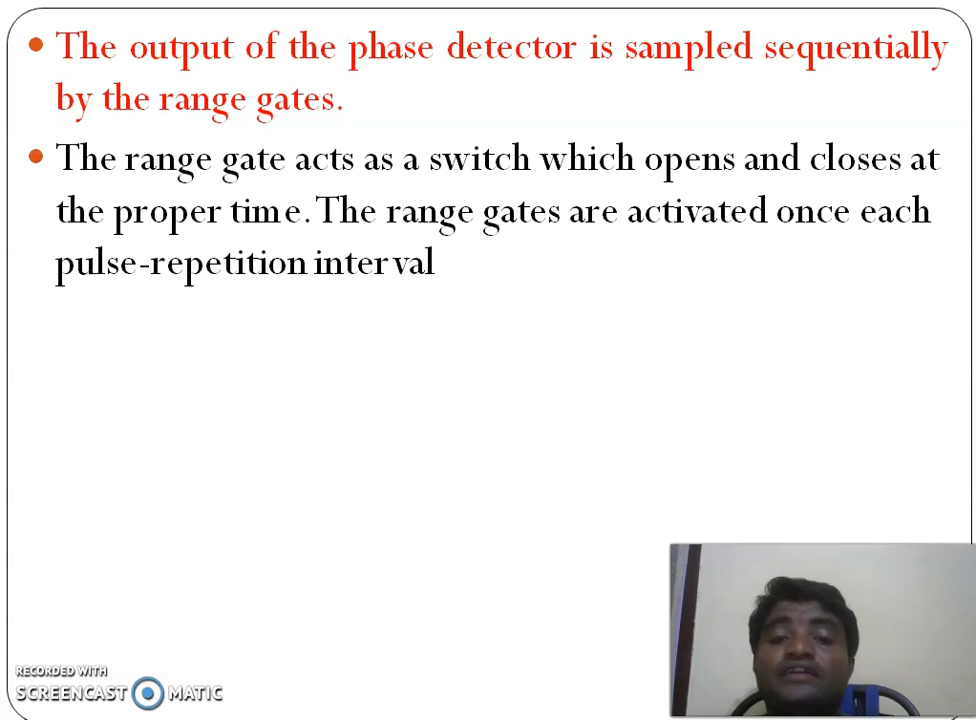 The output of the phase detector is sampled sequentially
by the range gates.
The range gate acts as a switch which opens and closes at
the proper time. The range gates are activated once each
pulse-repetition interval
RECORDED WITH
SCREENCAST MATIC